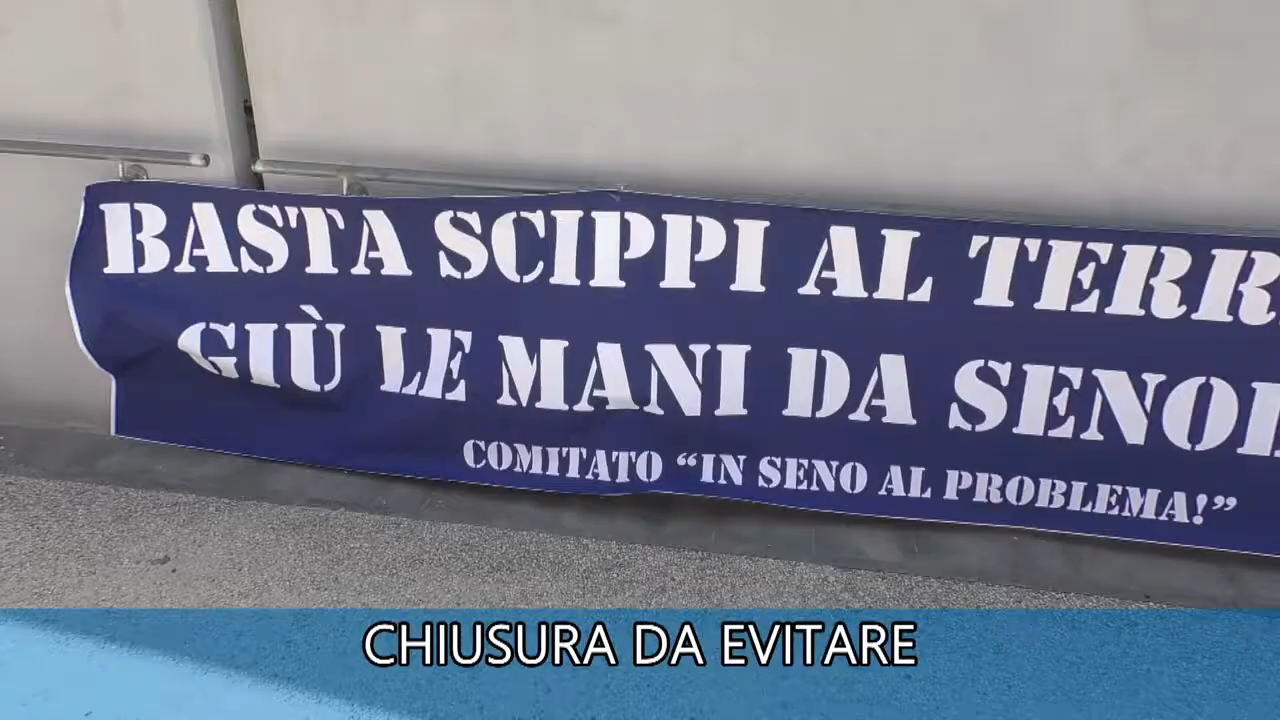 BASTA SCIPPI AL
GIÙ LE MANI DA
COMITATO “IN SENO AL PROBLEMA!”
CHIUSURA DA EVITARE